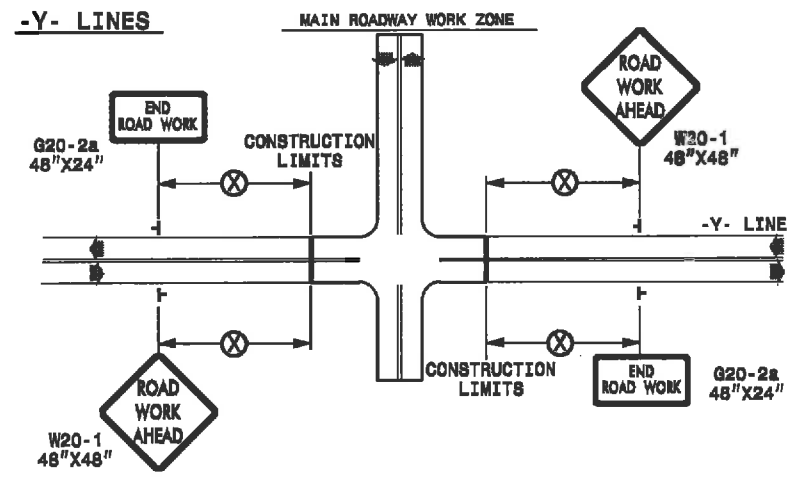 -Y- LINES
MAIN ROADWAY WORK ZONE
END
ROAD WORK
G20-2a
48"X24"
CONSTRUCTION
LIMITS
X
ROAD
WORK
AHEAD
W20-1
48"X48"
X
-Y- LINE
X
ROAD
WORK
AHEAD
W20-1
48"X48"
X
CONSTRUCTION
LIMITS
END
ROAD WORK
G20-2a
48"X24"